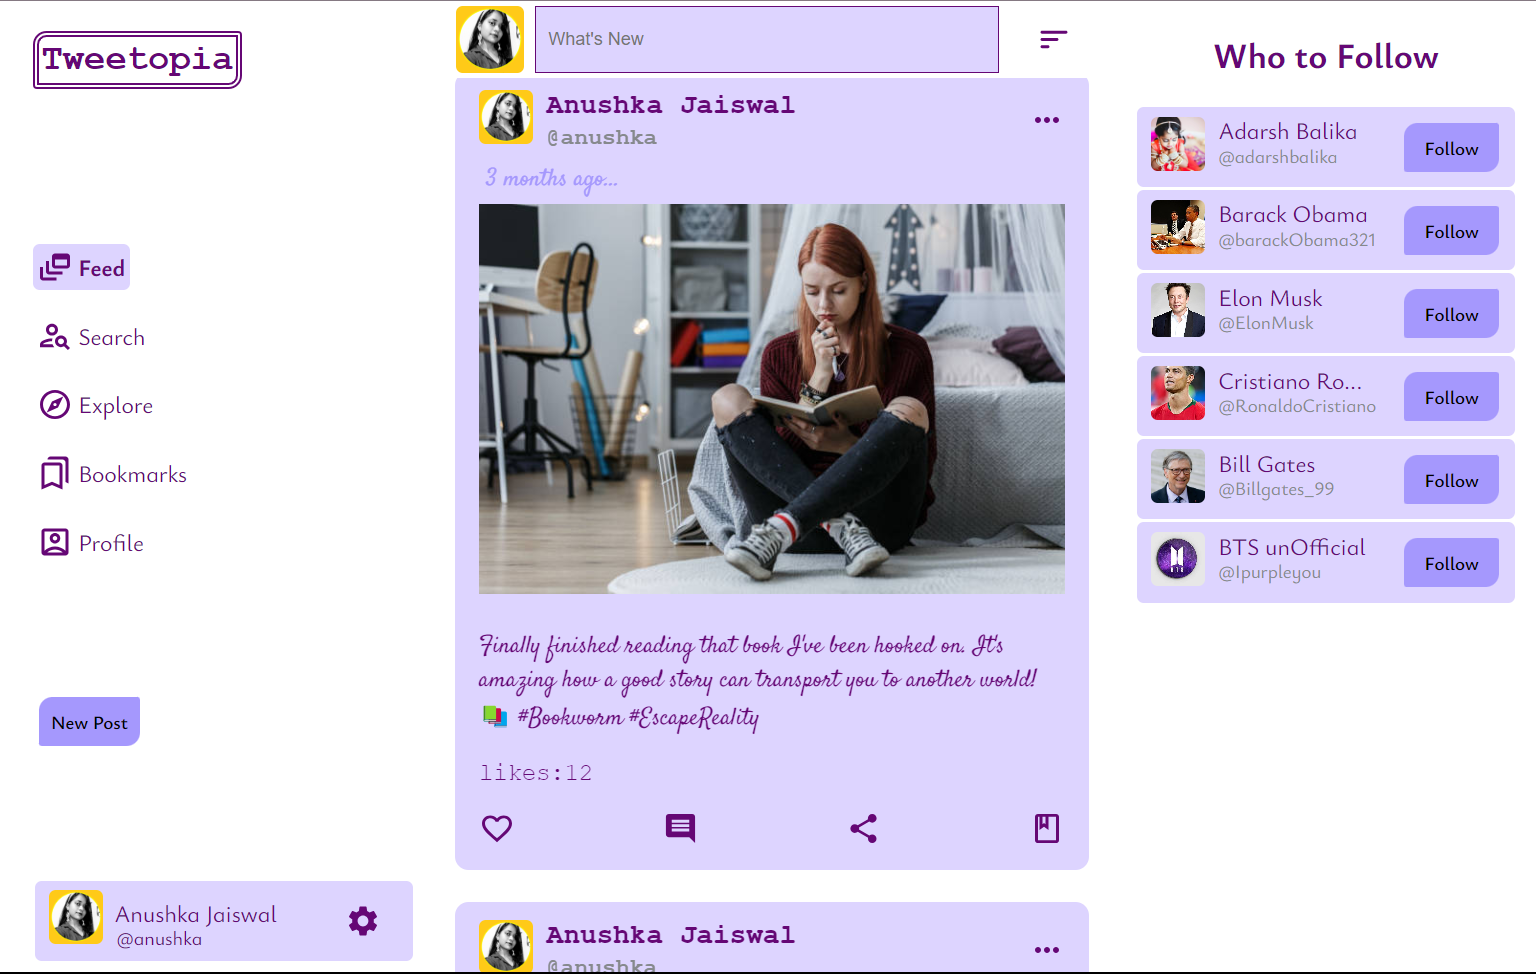 Tweetopia
Feed
Search
Explore
Bookmarks
Profile
New Post
Anushka Jaiswal
@anushka
What's New
Anushka Jaiswal
@anushka
3 months ago...
Finally finished reading that book I've been hooked on. It's
amazing how a good story can transport you to another world!
📚 #Bookworm #EscapeReality
likes:12
Anushka Jaiswal
@anushka
Who to Follow
Adarsh Balika
@adarshbalika
Follow
Barack Obama
@barackObama321
Follow
Elon Musk
@ElonMusk
Follow
Cristiano Ro...
@RonaldoCristiano
Follow
Bill Gates
@Billgates_99
Follow
BTS
BTS unOfficial
@Ipurpleyou
Follow